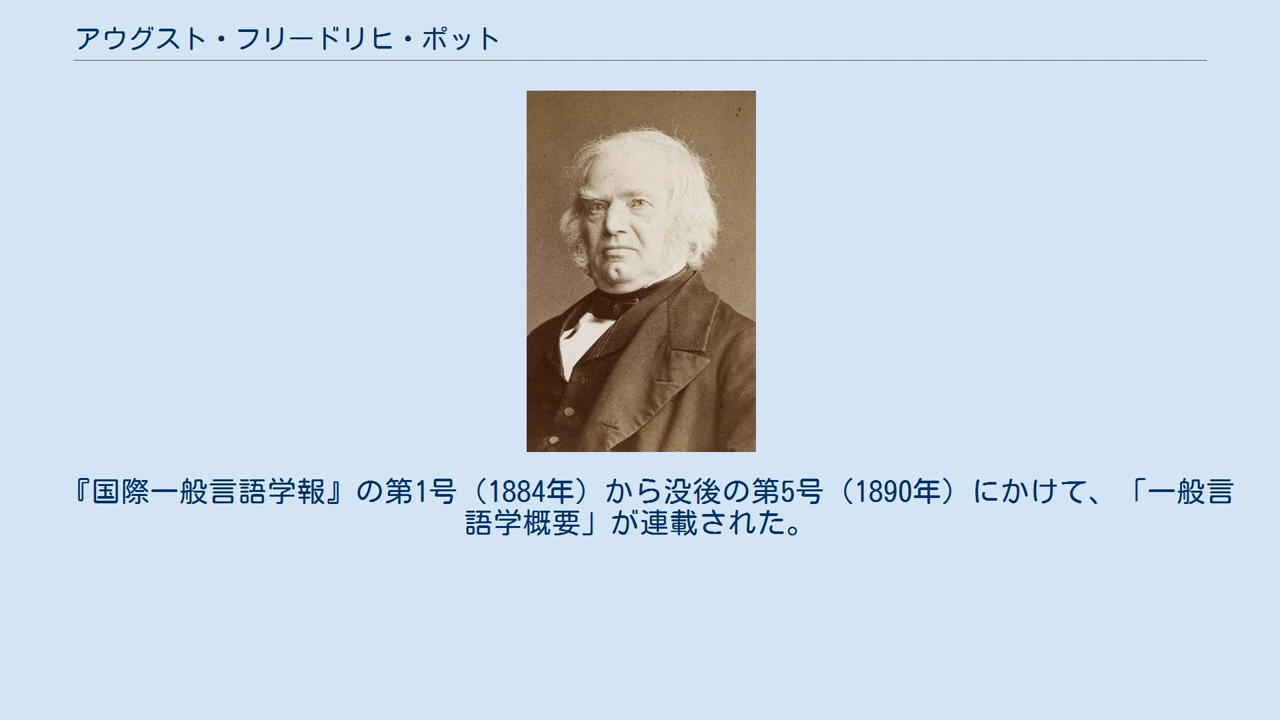 アウグスト・フリードリヒ・ポット
『国際一般言語学報』の第1号（1884年）から没後の第5号（1890年）にかけて、「一般言
語学概要」が連載された。